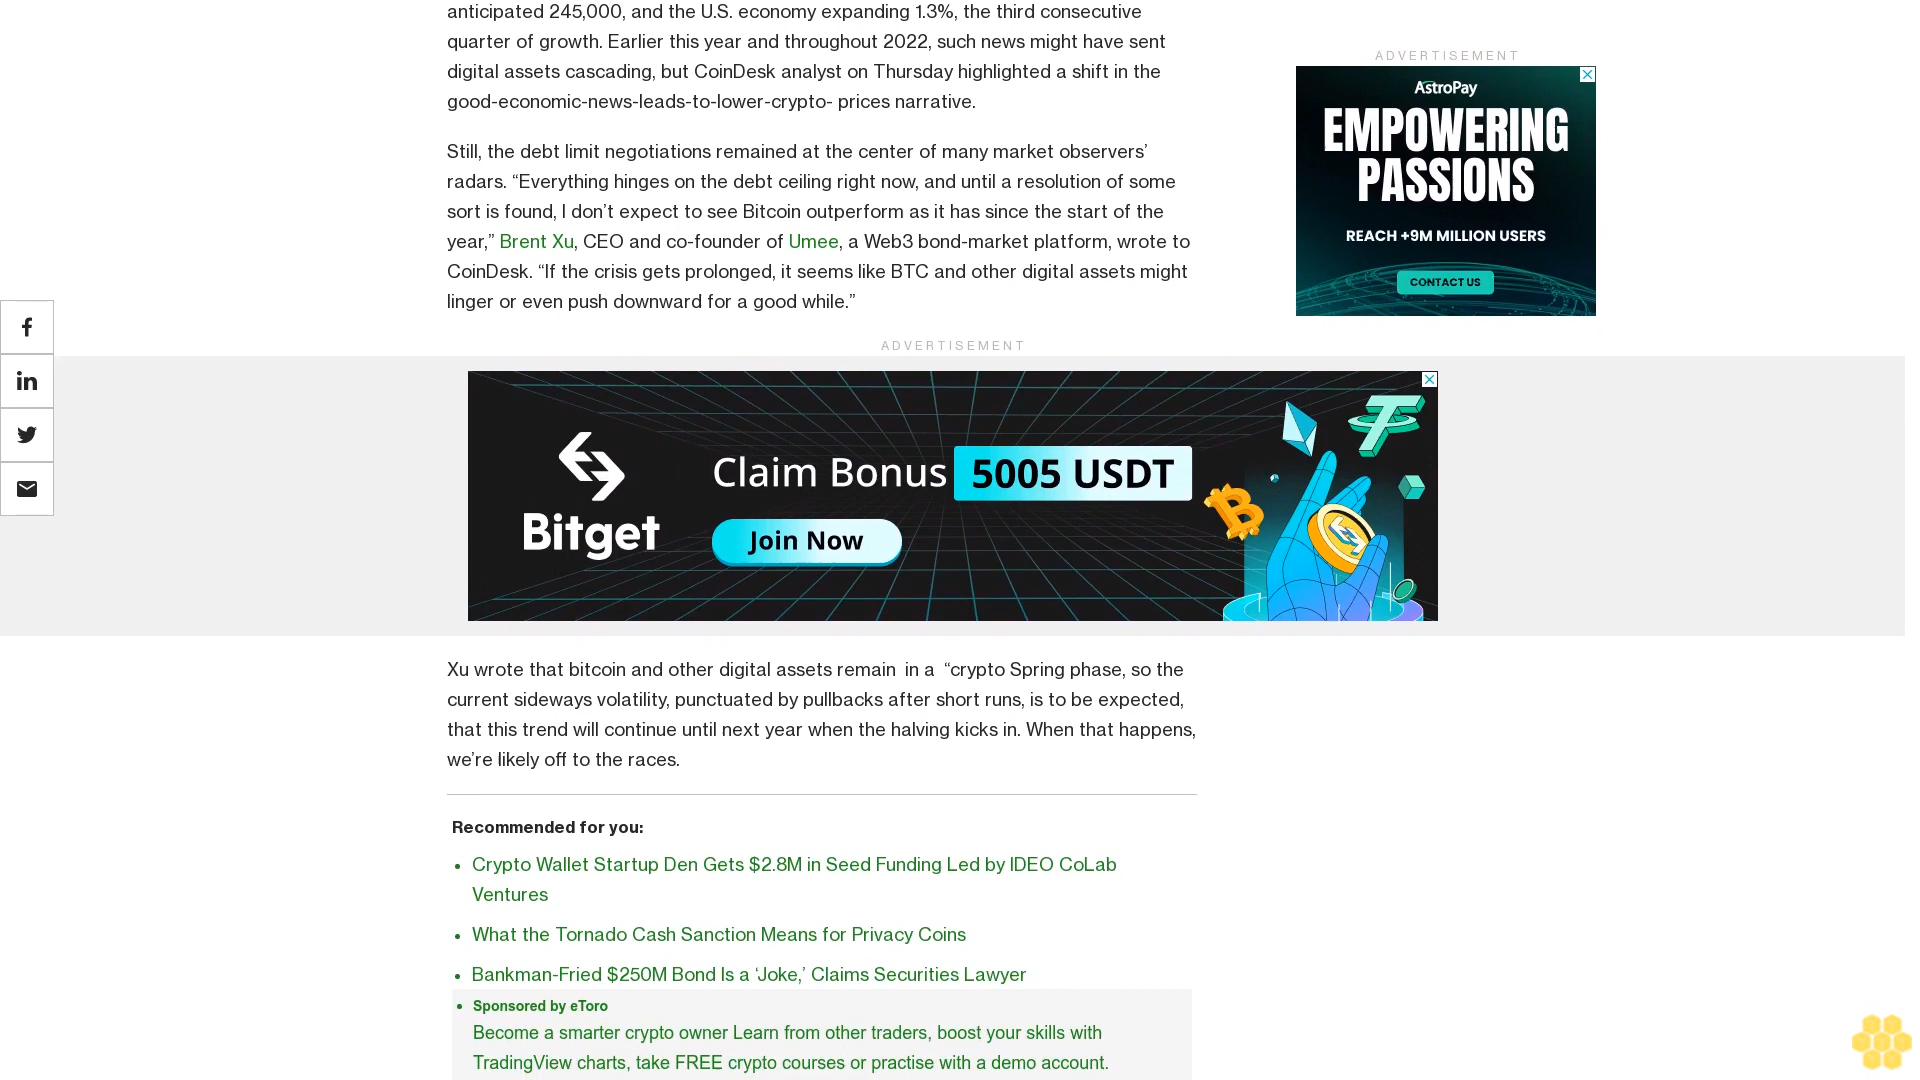 anticipated 245,000, and the U.S. economy expanding 1.3%, the third consecutive
quarter of growth. Earlier this year and throughout 2022, such news might have sent
digital assets cascading, but CoinDesk analyst on Thursday highlighted a shift in the
good-economic-news-leads-to-lower-crypto- prices narrative.
Still, the debt limit negotiations remained at the center of many market observers’
radars. “Everything hinges on the debt ceiling right now, and until a resolution of some
sort is found, I don’t expect to see Bitcoin outperform as it has since the start of the
year,” Brent Xu, CEO and co-founder of Umee, a Web3 bond-market platform, wrote to
CoinDesk. “If the crisis gets prolonged, it seems like BTC and other digital assets might
linger or even push downward for a good while.”
ADVERTISEMENT
AstroPay
EMPOWERING
PASSIONS
REACH +9M MILLION USERS
CONTACT US
ADVERTISEMENT
Bitget
Claim Bonus 5005 USDT
Join Now
Xu wrote that bitcoin and other digital assets remain  in a  “crypto Spring phase, so the
current sideways volatility, punctuated by pullbacks after short runs, is to be expected,
that this trend will continue until next year when the halving kicks in. When that happens,
we’re likely off to the races.
Recommended for you:
• Crypto Wallet Startup Den Gets $2.8M in Seed Funding Led by IDEO CoLab
Ventures
• What the Tornado Cash Sanction Means for Privacy Coins
• Bankman-Fried $250M Bond Is a ‘Joke,’ Claims Securities Lawyer
• Sponsored by eToro
Become a smarter crypto owner Learn from other traders, boost your skills with
TradingView charts, take FREE crypto courses or practise with a demo account.